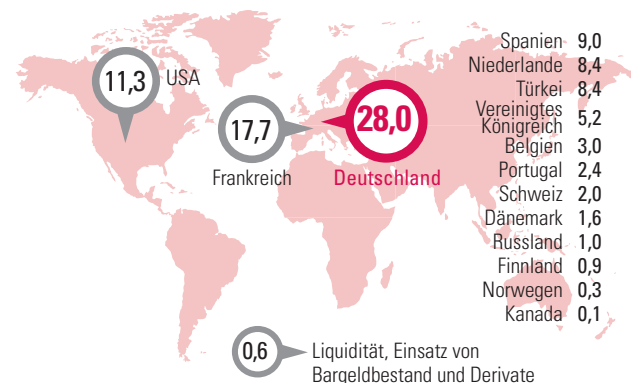 11,3 USA
17,7
Frankreich
28,0
Deutschland
Spanien 9,0
Niederlande 8,4
Türkei 8,4
Vereinigtes
Königreich 5,2
Belgien 3,0
Portugal 2,4
Schweiz 2,0
Dänemark 1,6
Russland 1,0
Finnland 0,9
Norwegen 0,3
Kanada 0,1
0,6 Liquidität, Einsatz von
Bargeldbestand und Derivate